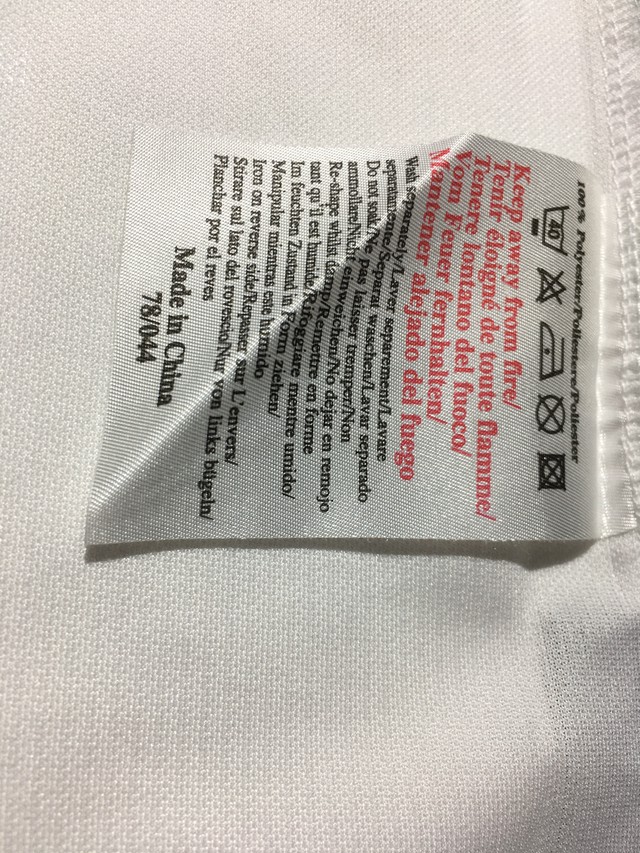 100% Polyester/Poliestere/Poliester
40
Keep away from fire/
Tenir éloigné de toute flamme/
Tenere lontano del fuoco/
Vom Feuer fernhalten/
Mantener alejado del fuego
Wash separately/Laver separement/Lavare
separatamente/Separat waschen/Lavar separado
Do not soak/Ne pas laisser tremper/Non
ammollare/Nicht einweichen/No dejar en remojo
Re-shape whilst damp/Remettre en forme
tant qu'il est humide/Rifoggiare mentre umido/
Im feuchten Zustand in Form ziehen/
Manipular mientras este humido
Iron on reverse side/Repasser sur L'envers/
Stirare sul lato del rovescio/Nur von links bügeln/
Planchar por el reves
Made in China
78/044